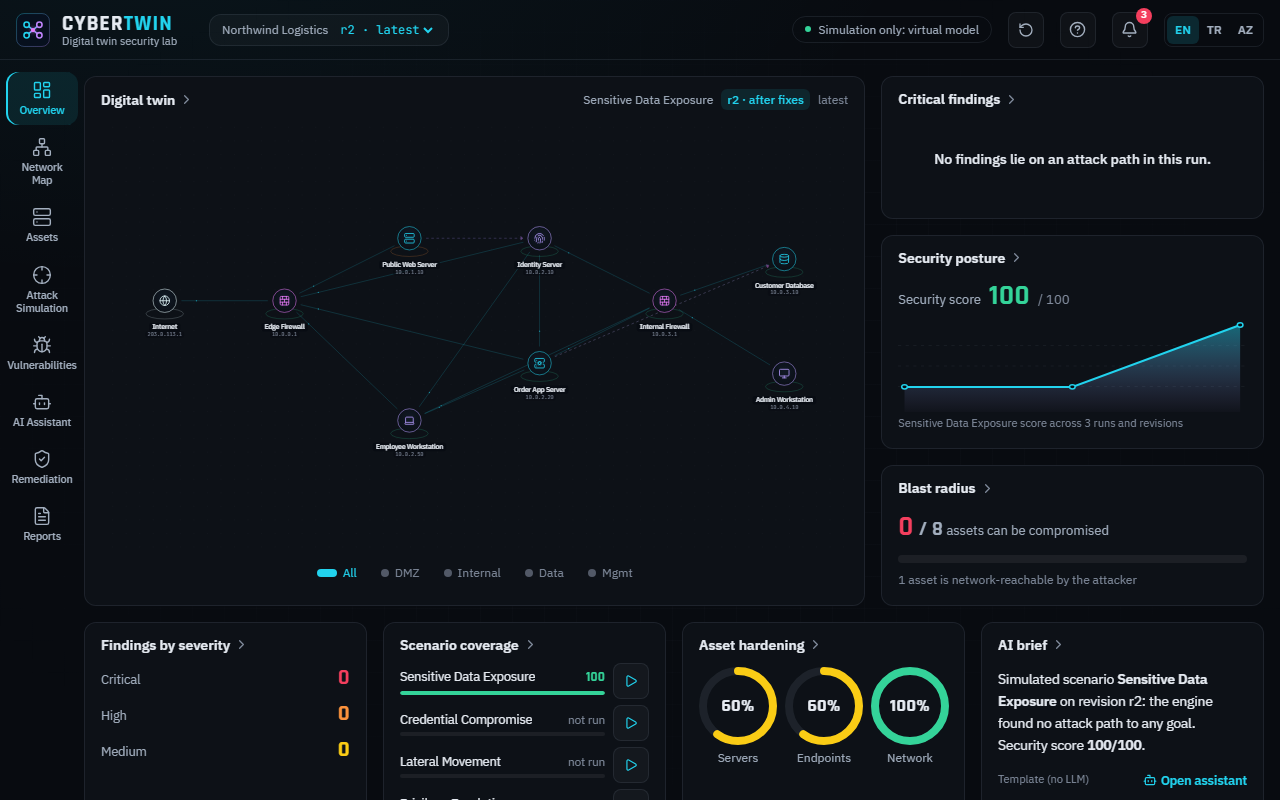 CYBERTWIN
Digital twin security lab
Northwind Logistics r2 · latest
Simulation only: virtual model
3
EN TR AZ
Overview
Network
Map
Assets
Attack
Simulation
Vulnerabilities
AI Assistant
Remediation
Reports
Digital twin
Sensitive Data Exposure r2 · after fixes latest
Public Web Server
10.0.1.10
Identity Server
10.0.2.10
Customer Database
10.0.3.10
Internet
203.0.113.1
Edge Firewall
10.0.0.1
Internal Firewall
10.0.3.1
Order App Server
10.0.2.20
Admin Workstation
10.0.4.10
Employee Workstation
10.0.2.50
All DMZ Internal Data Mgmt
Critical findings
No findings lie on an attack path in this run.
Security posture
Security score 100 / 100
Sensitive Data Exposure score across 3 runs and revisions
Blast radius
0 / 8 assets can be compromised
1 asset is network-reachable by the attacker
Findings by severity
Critical 0
High 0
Medium 0
Scenario coverage
Sensitive Data Exposure 100
Credential Compromise not run
Lateral Movement not run
Asset hardening
60% 60% 100%
Servers Endpoints Network
AI brief
Simulated scenario Sensitive Data
Exposure on revision r2: the engine
found no attack path to any goal.
Security score 100/100.
Template (no LLM) Open assistant